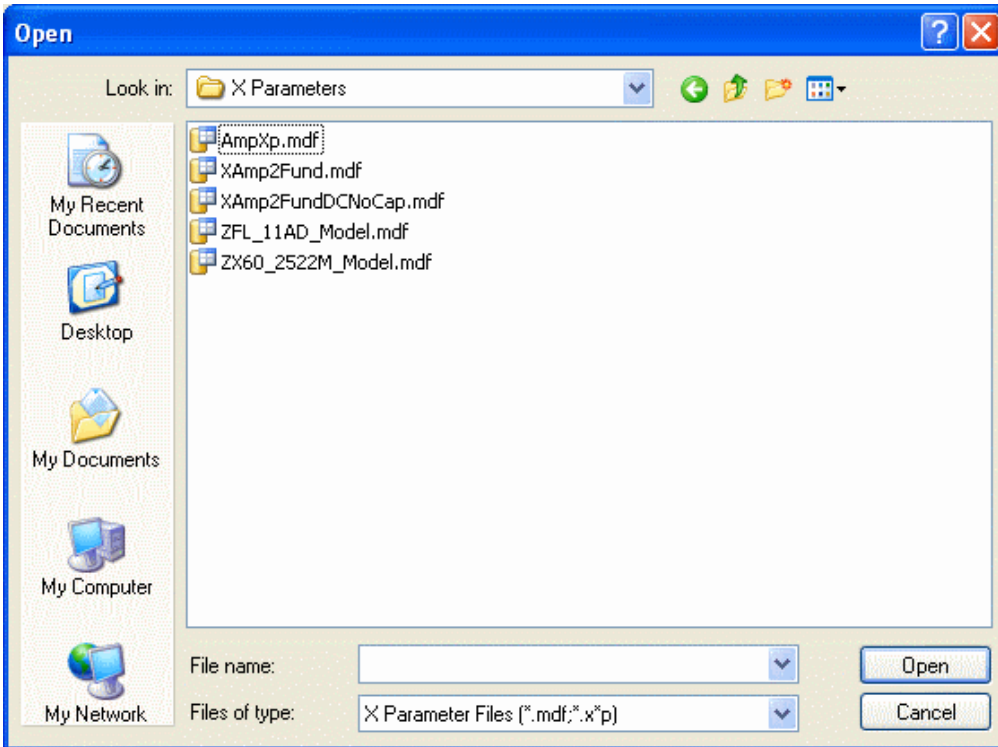 Open
Look in: X Parameters
AmpXp.mdf
XAmp2Fund.mdf
XAmp2FundDCNoCap.mdf
ZFL_11AD_Model.mdf
ZX60_2522M_Model.mdf
My Recent
Documents
Desktop
My Documents
My Computer
My Network
File name:
Open
Files of type: X Parameter Files (*.mdf;*.x*p)
Cancel